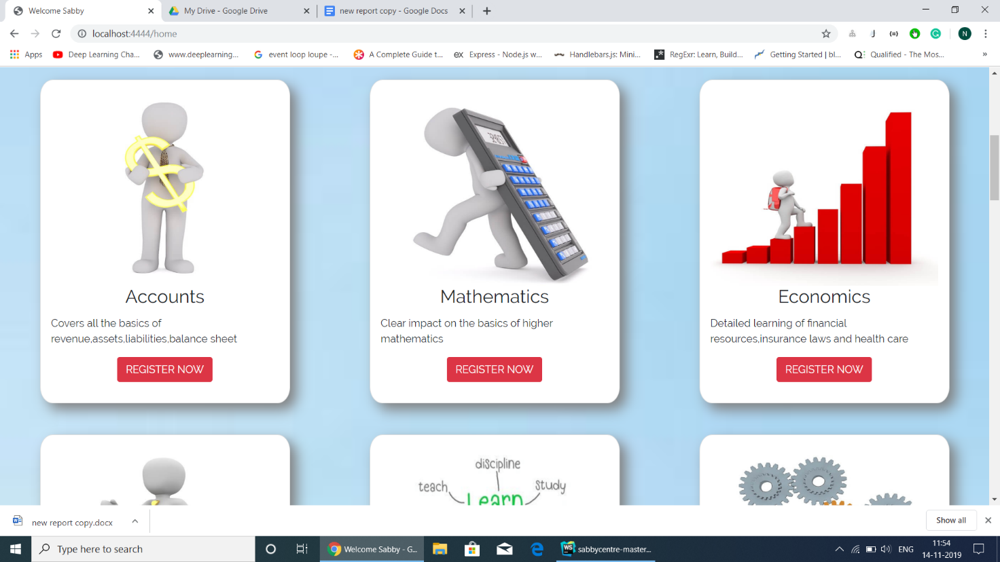 Welcome Sabby
My Drive - Google Drive
new report copy - Google Docs
localhost:4444/home
N
Apps
Deep Learning Cha...
www.deeplearning...
event loop loupe -...
A Complete Guide t...
ex Express - Node.js w...
Handlebars.js: Mini...
RegExr: Learn, Build...
Getting Started | bl...
Qualified - The Mos...
Accounts
Covers all the basics of
revenue,assets,liabilities,balance sheet
REGISTER NOW
Mathematics
Clear impact on the basics of higher
mathematics
REGISTER NOW
Economics
Detailed learning of financial
resources,insurance laws and health care
REGISTER NOW
discipline
teach
Study
Learn
new report copy.docx
Show all
Type here to search
Welcome Sabby - G...
WS
sabbycentre-master...
ENG
11:54
14-11-2019